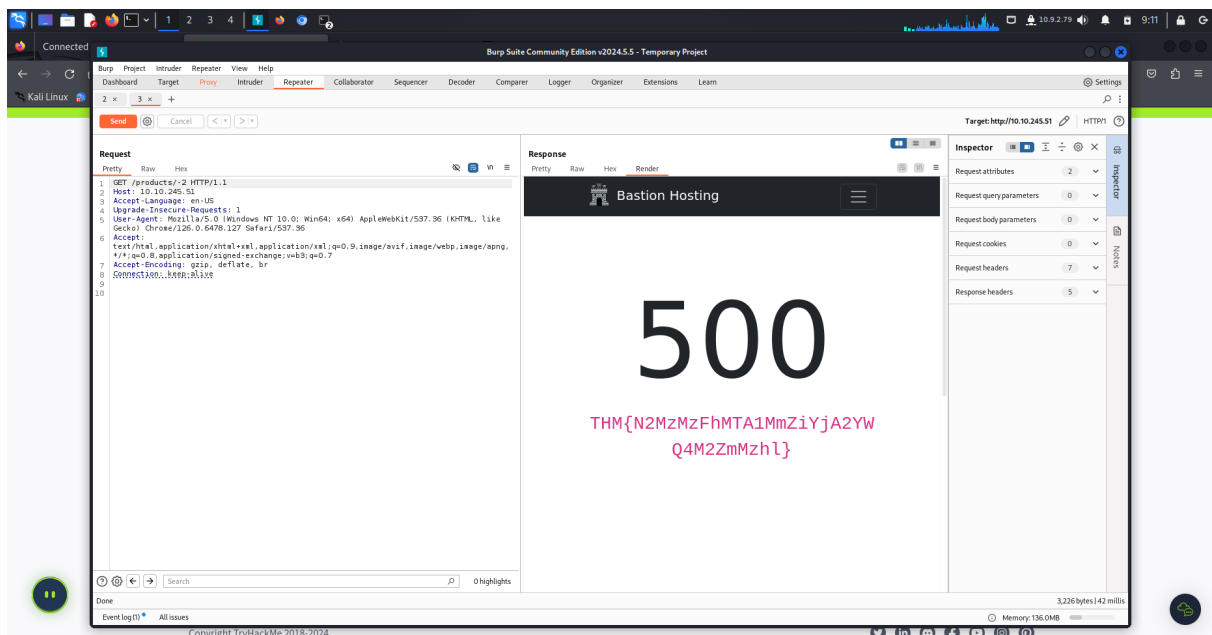 1 2 3 4
10.9.2.79
9:11
Connected
Burp Suite Community Edition v2024.5.5 - Temporary Project
Burp Project Intruder Repeater View Help
Dashboard Target Proxy Intruder Repeater Collaborator Sequencer Decoder Comparer Logger Organizer Extensions Learn
Settings
Kali Linux
2 × 3 × +
Send Cancel < >
Target: http://10.10.245.51 HTTP/1
Request
Pretty Raw Hex
\n
1 GET /products/-2 HTTP/1.1
2 Host: 10.10.245.51
3 Accept-Language: en-US
4 Upgrade-Insecure-Requests: 1
5 User-Agent: Mozilla/5.0 (Windows NT 10.0; Win64; x64) AppleWebKit/537.36 (KHTML, like
Gecko) Chrome/126.0.6478.127 Safari/537.36
6 Accept:
text/html,application/xhtml+xml,application/xml;q=0.9,image/avif,image/webp,image/apng,
*/*;q=0.8,application/signed-exchange;v=b3;q=0.7
7 Accept-Encoding: gzip, deflate, br
8 Connection: keep-alive
9
10
Search
0 highlights
Response
Pretty Raw Hex Render
\n
Bastion Hosting
500
THM{N2MzMzFhMTA1MmZiYjA2YW
Q4M2ZmMzhl}
Inspector
Request attributes 2
Request query parameters 0
Request body parameters 0
Request cookies 0
Request headers 7
Response headers 5
Inspector
Notes
Done
3,226 bytes | 42 millis
Event log (1) All issues
Memory: 136.0MB
Copyright TryHackMe 2018-2024